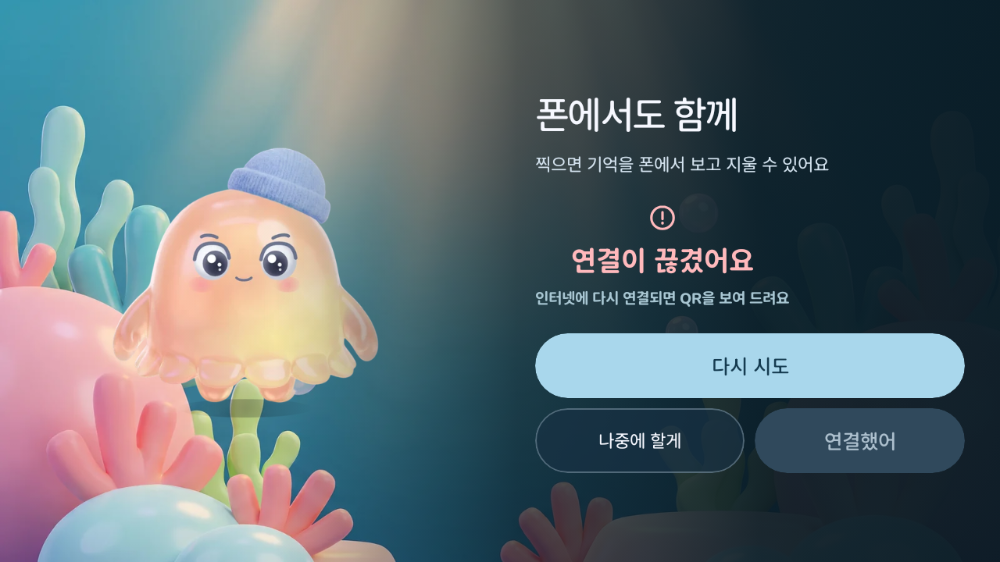 폰에서도 함께
찍으면 기억을 폰에서 보고 지울 수 있어요
연결이 끊겼어요
인터넷에 다시 연결되면 QR을 보여 드려요
다시 시도
나중에 할게
연결했어